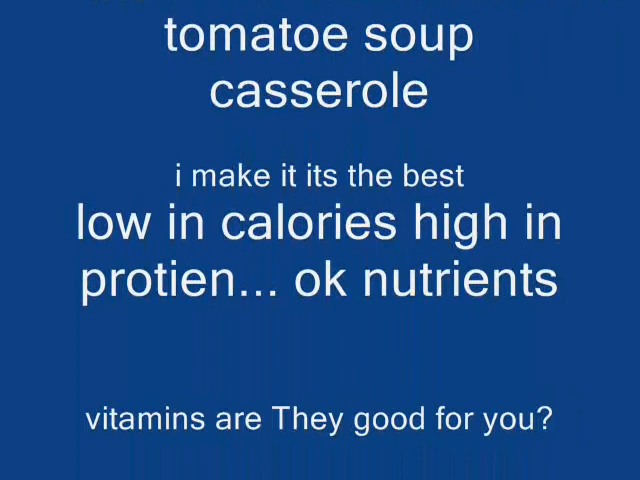 tomatoe soup
casserole
i make it its the best
low in calories high in
protien... ok nutrients
vitamins are They good for you?